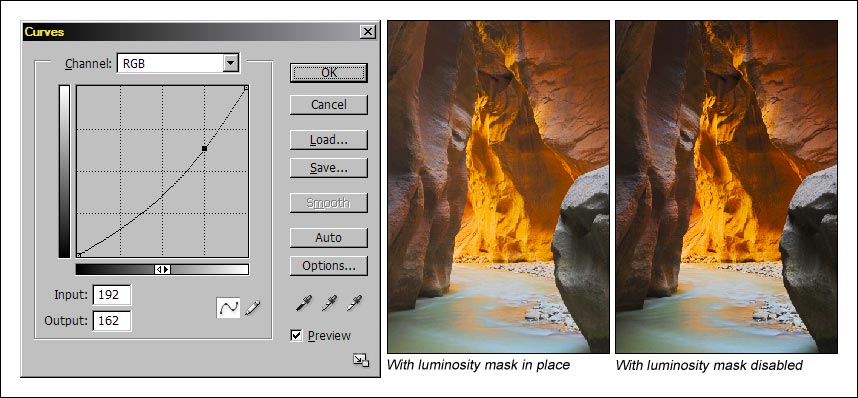 Curves
Channel: RGB
OK
Cancel
Load...
Save...
Smooth
Auto
Options...
Input: 192
Output: 162
Preview
With luminosity mask in place
With luminosity mask disabled